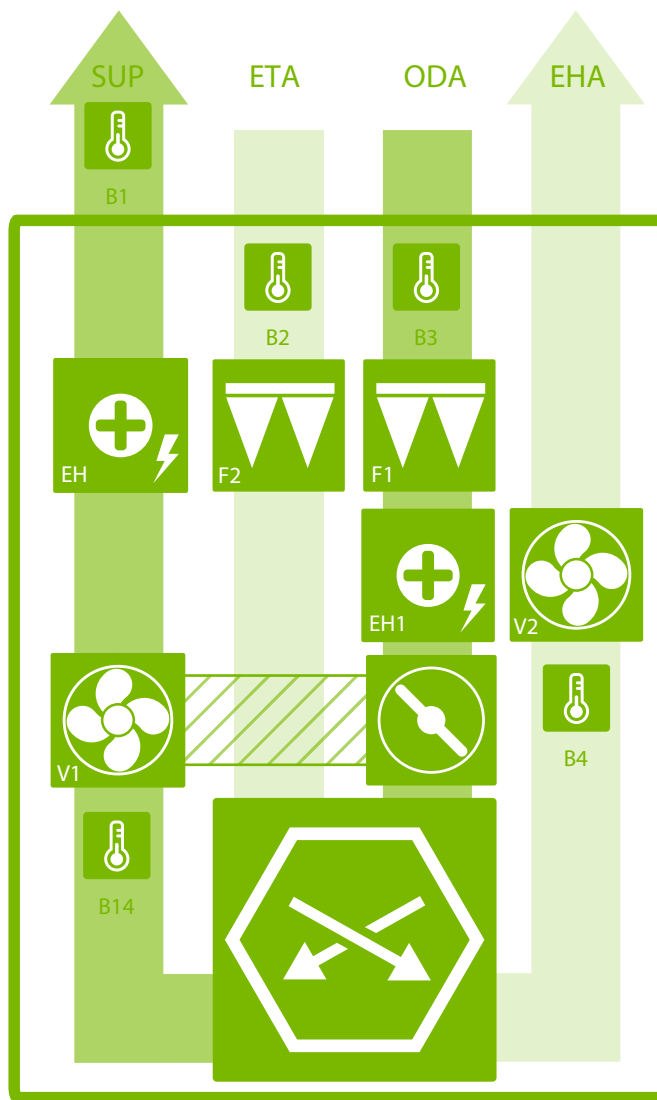 SUP ETA ODA EHA
B1
B2 B3
EH F2 F1
EH1 V2
V1 B4
B14